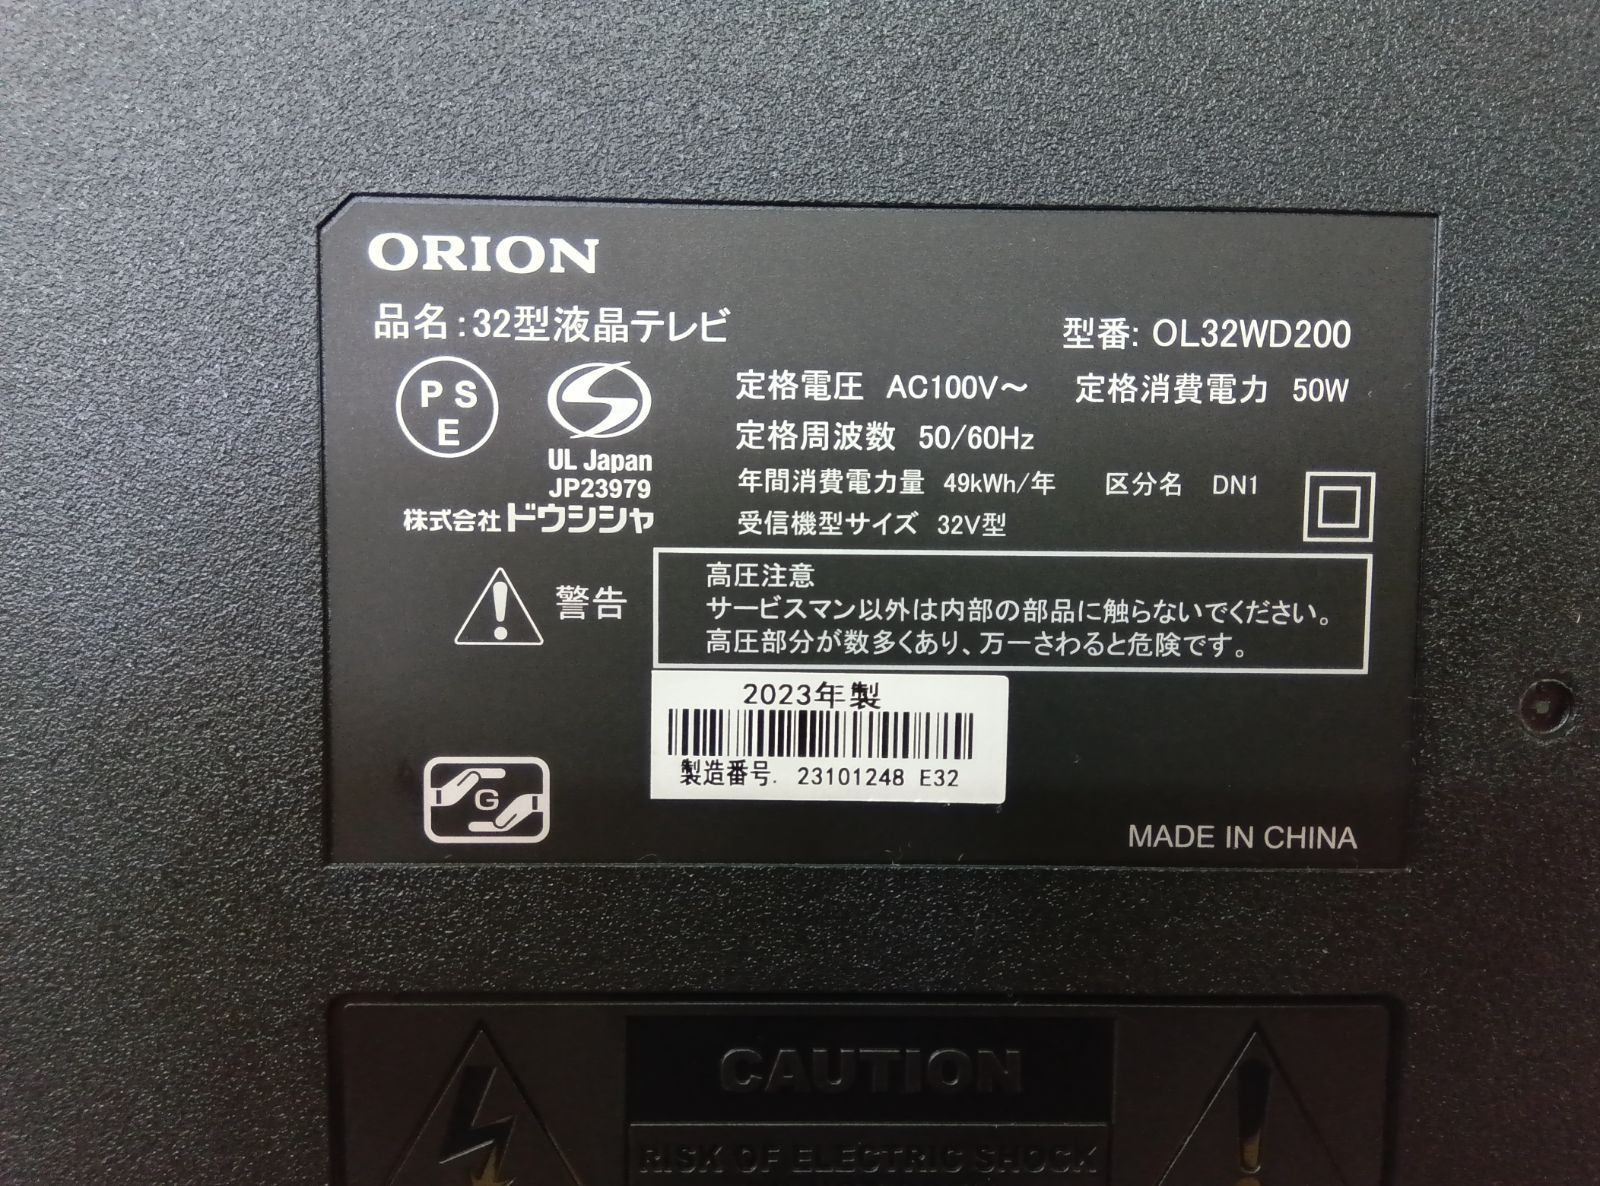 ORION
品名:32型液晶テレビ
型番: OL32WD200
PSE
UL Japan
JP23979
株式会社ドウシシャ
定格電圧 AC100V～ 定格消費電力 50W
定格周波数 50/60Hz
年間消費電力量 49kWh/年 区分名 DN1
受信機型サイズ 32V型
警告
高圧注意
サービスマン以外は内部の部品に触らないでください。
高圧部分が数多くあり、万一さわると危険です。
2023年製
製造番号. 23101248 E32
G
MADE IN CHINA
CAUTION
RISK OF ELECTRIC SHOCK